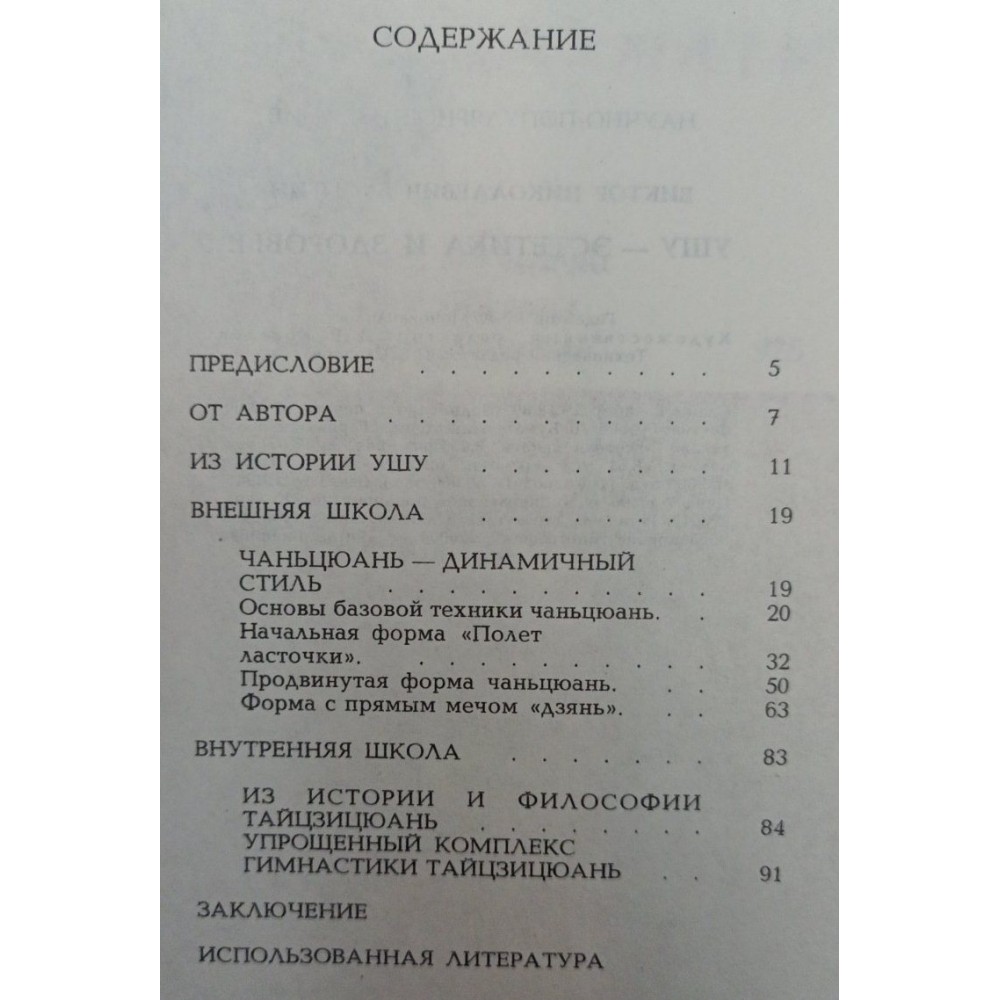 СОДЕРЖАНИЕ
ПРЕДИСЛОВИЕ . . . . . . . . . . 5
ОТ АВТОРА . . . . . . . . . . . 7
ИЗ ИСТОРИИ УШУ . . . . . . . 11
ВНЕШНЯЯ ШКОЛА . . . . . . . . 19
ЧАНЬЦЮАНЬ — ДИНАМИЧНЫЙ
СТИЛЬ . . . . . . . . . . . 19
Основы базовой техники чаньцюань. . 20
Начальная форма «Полет
ласточки». . . . . . . . . . . 32
Продвинутая форма чаньцюань. . . 50
Форма с прямым мечом «дзянь». . . 63
ВНУТРЕННЯЯ ШКОЛА . . . . . . . 83
ИЗ ИСТОРИИ И ФИЛОСОФИИ
ТАЙЦЗИЦЮАНЬ . . . . . . . . 84
УПРОЩЕННЫЙ КОМПЛЕКС
ГИМНАСТИКИ ТАЙЦЗИЦЮАНЬ . . 91
ЗАКЛЮЧЕНИЕ
ИСПОЛЬЗОВАННАЯ ЛИТЕРАТУРА